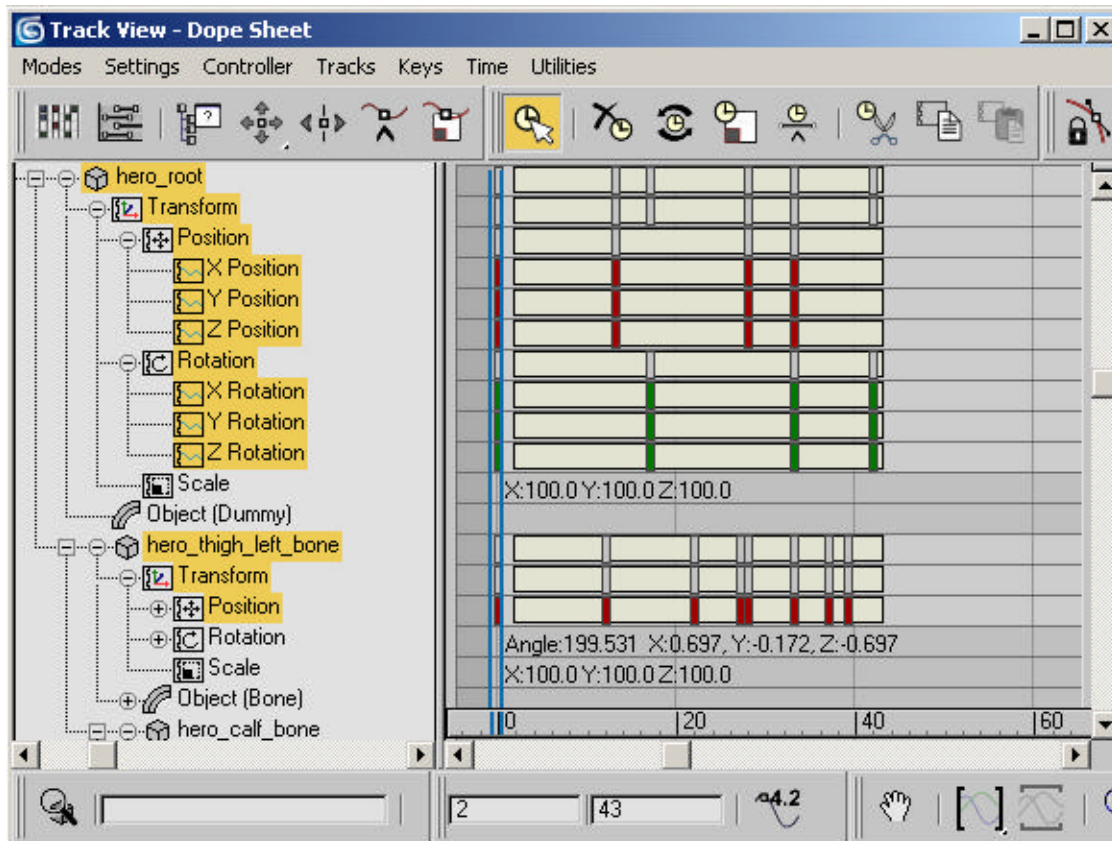 Track View - Dope Sheet
Modes Settings Controller Tracks Keys Time Utilities
?
hero_root
Transform
Position
X Position
Y Position
Z Position
Rotation
X Rotation
Y Rotation
Z Rotation
Scale
X:100.0 Y:100.0 Z:100.0
Object (Dummy)
hero_thigh_left_bone
Transform
Position
Rotation
Angle:199.531 X:0.697, Y:-0.172, Z:-0.697
Scale
X:100.0 Y:100.0 Z:100.0
Object (Bone)
hero_calf_bone
0 20 40 60
2 43 4.2